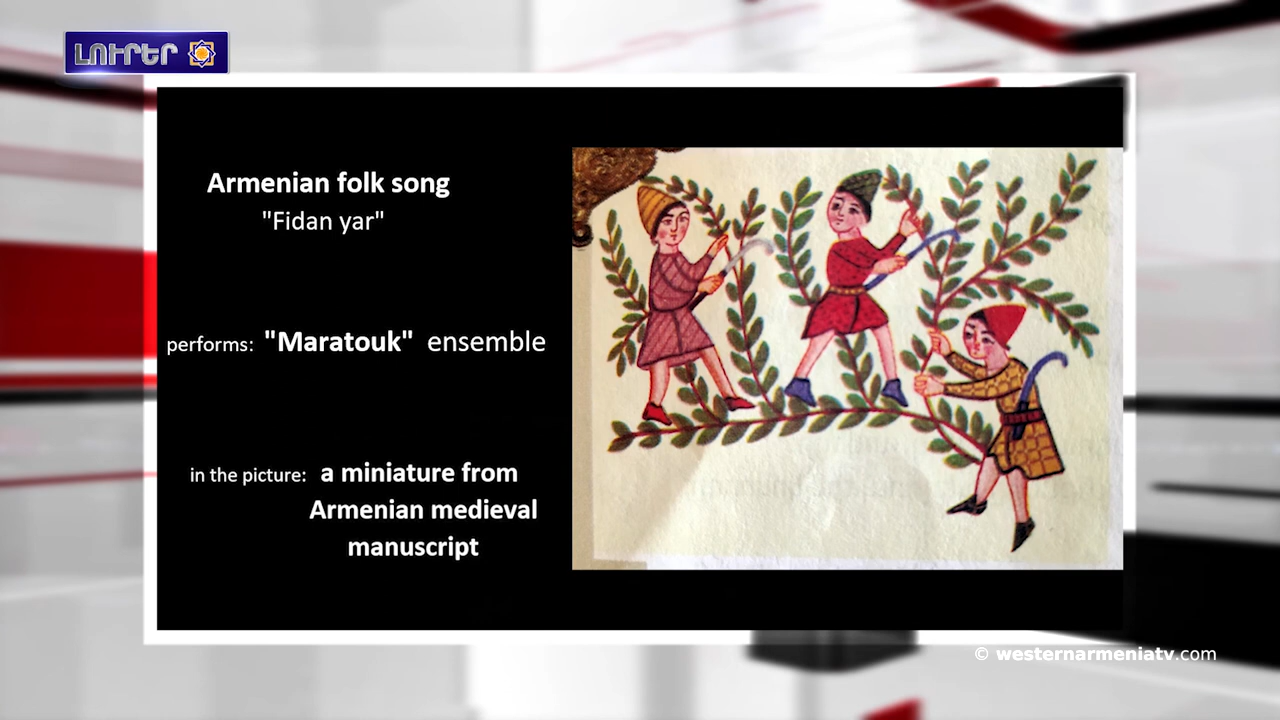 ԼՈՒՐԵՐ
Armenian folk song
"Fidan yar"
performs: "Maratouk" ensemble
in the picture: a miniature from
Armenian medieval
manuscript
© westernarmeniatv.com